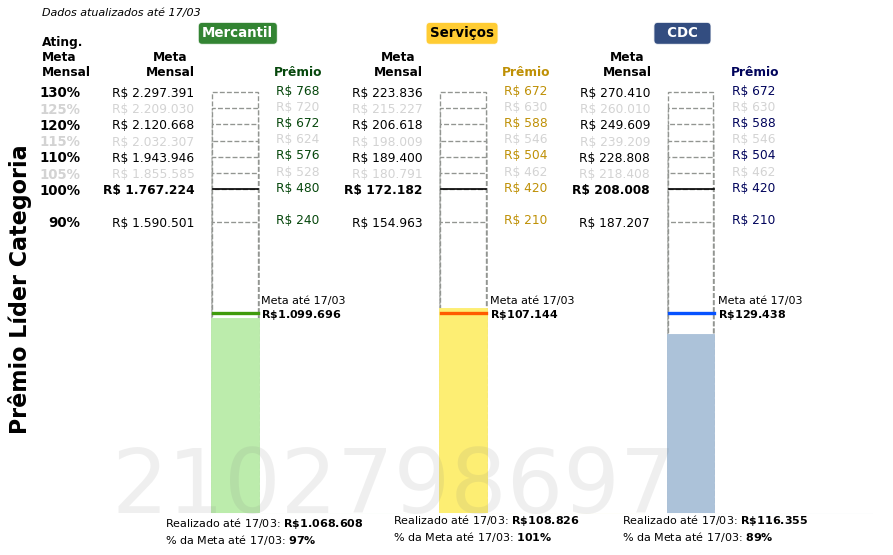 Dados atualizados até 17/03
Mercantil Serviços CDC
Ating. Meta Mensal
Meta Mensal Prêmio Meta Mensal Prêmio Meta Mensal Prêmio
130% R$ 2.297.391 R$ 768 R$ 223.836 R$ 672 R$ 270.410 R$ 672
125% R$ 2.209.030 R$ 720 R$ 215.227 R$ 630 R$ 260.010 R$ 630
120% R$ 2.120.668 R$ 672 R$ 206.618 R$ 588 R$ 249.609 R$ 588
115% R$ 2.032.307 R$ 624 R$ 198.009 R$ 546 R$ 239.209 R$ 546
110% R$ 1.943.946 R$ 576 R$ 189.400 R$ 504 R$ 228.808 R$ 504
105% R$ 1.855.585 R$ 528 R$ 180.791 R$ 462 R$ 218.408 R$ 462
100% R$ 1.767.224 R$ 480 R$ 172.182 R$ 420 R$ 208.008 R$ 420
90% R$ 1.590.501 R$ 240 R$ 154.963 R$ 210 R$ 187.207 R$ 210
Prêmio Líder Categoria
Meta até 17/03 Meta até 17/03 Meta até 17/03
R$1.099.696 R$107.144 R$129.438
2102798697
Realizado até 17/03: R$1.068.608 Realizado até 17/03: R$108.826 Realizado até 17/03: R$116.355
% da Meta até 17/03: 97% % da Meta até 17/03: 101% % da Meta até 17/03: 89%